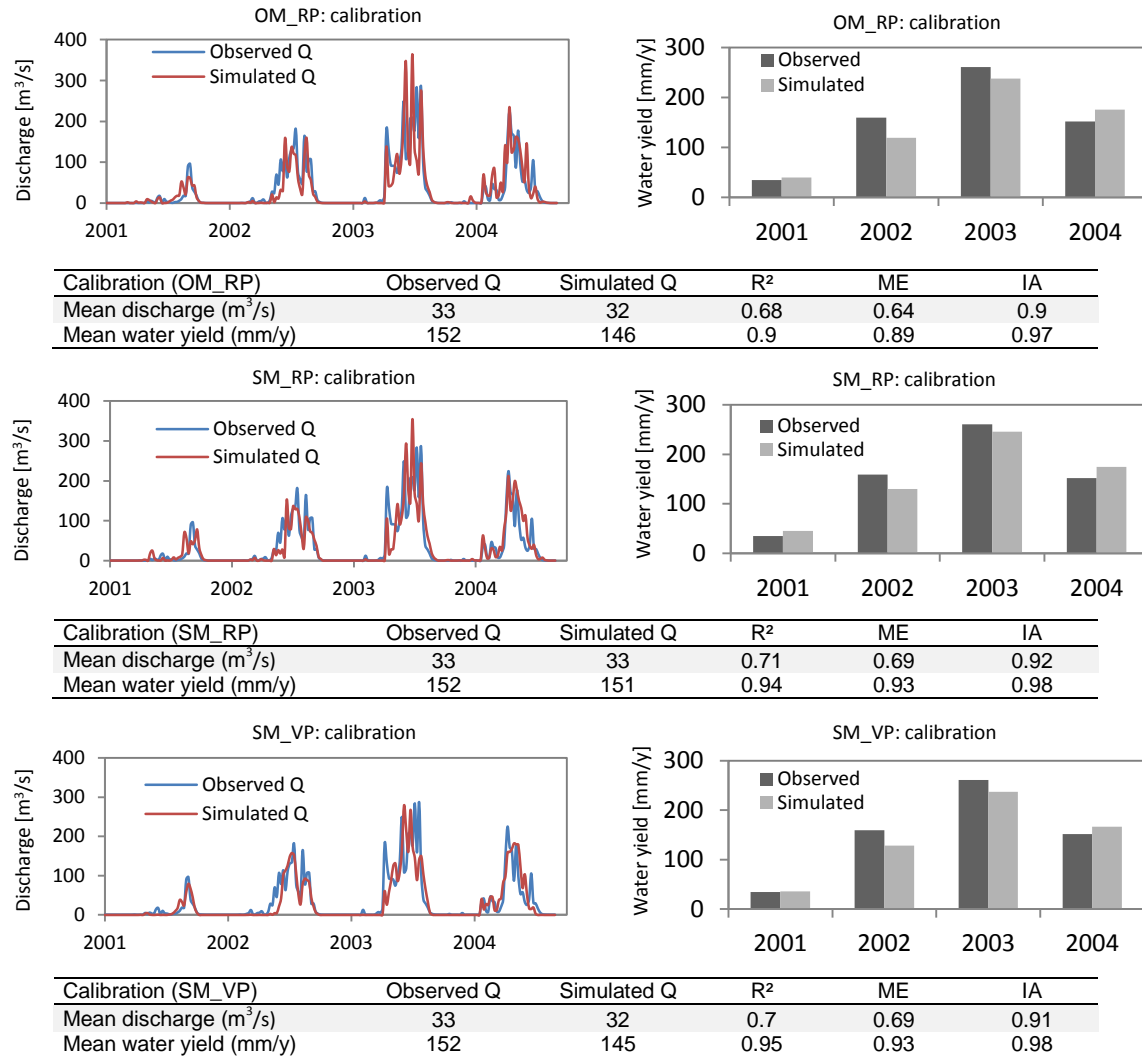 OM_RP: calibration
Discharge [m³/s]
400
300
200
100
0
Observed Q
Simulated Q
2001 2002 2003 2004
OM_RP: calibration
Water yield [mm/y]
300
200
100
0
Observed
Simulated
2001 2002 2003 2004
Calibration (OM_RP) Observed Q Simulated Q R² ME IA
Mean discharge (m³/s) 33 32 0.68 0.64 0.9
Mean water yield (mm/y) 152 146 0.9 0.89 0.97
SM_RP: calibration
Discharge [m³/s]
400
300
200
100
0
Observed Q
Simulated Q
2001 2002 2003 2004
SM_RP: calibration
Water yield [mm/y]
300
200
100
0
Observed
Simulated
2001 2002 2003 2004
Calibration (SM_RP) Observed Q Simulated Q R² ME IA
Mean discharge (m³/s) 33 33 0.71 0.69 0.92
Mean water yield (mm/y) 152 151 0.94 0.93 0.98
SM_VP: calibration
Discharge [m³/s]
400
300
200
100
0
Observed Q
Simulated Q
2001 2002 2003 2004
SM_VP: calibration
Water yield [mm/y]
300
200
100
0
Observed
Simulated
2001 2002 2003 2004
Calibration (SM_VP) Observed Q Simulated Q R² ME IA
Mean discharge (m³/s) 33 32 0.7 0.69 0.91
Mean water yield (mm/y) 152 145 0.95 0.93 0.98